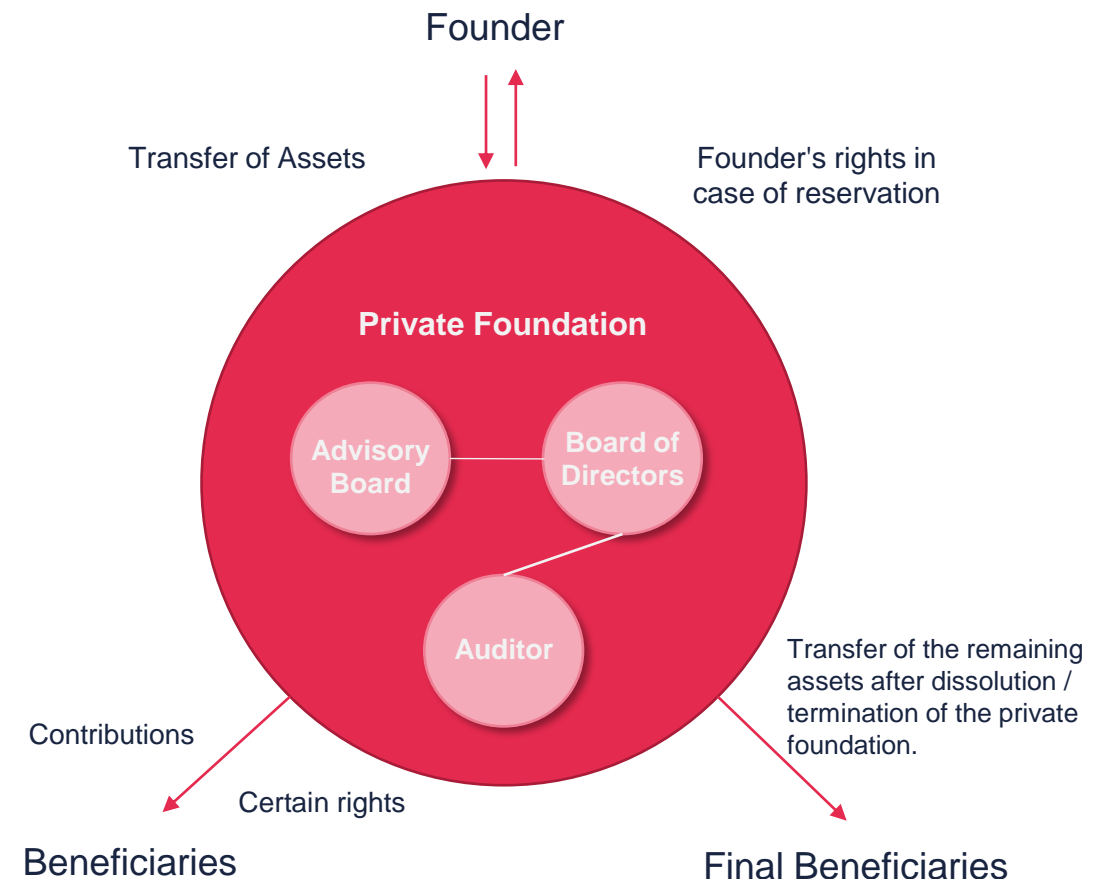 Founder
Transfer of Assets
Founder's rights in
case of reservation
Private Foundation
Advisory
Board
Board of
Directors
Auditor
Transfer of the remaining
assets after dissolution /
termination of the private
foundation.
Contributions
Certain rights
Beneficiaries
Final Beneficiaries